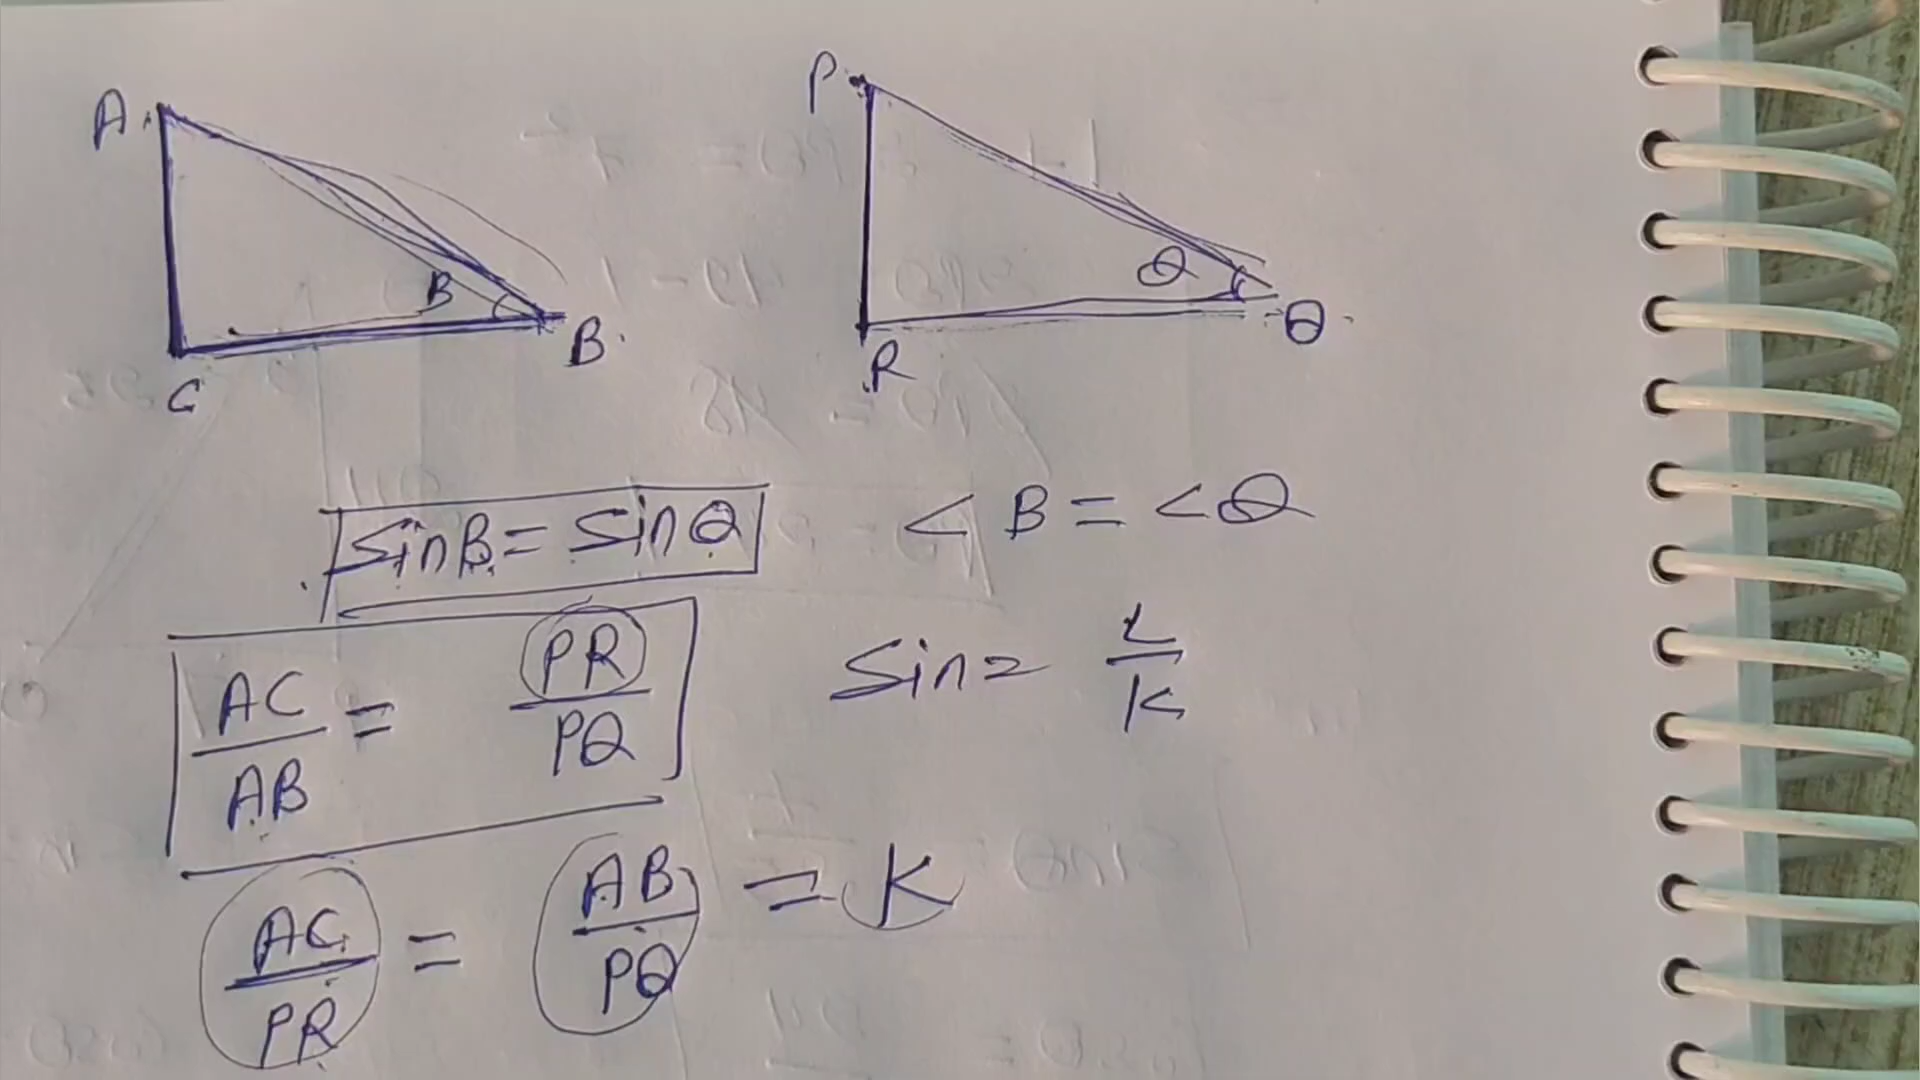 A P
B Q
C B R Q
sinB = sinQ < B = < Q
AC/AB = PR/PQ Sin= L/K
AC/PR = AB/PQ = K